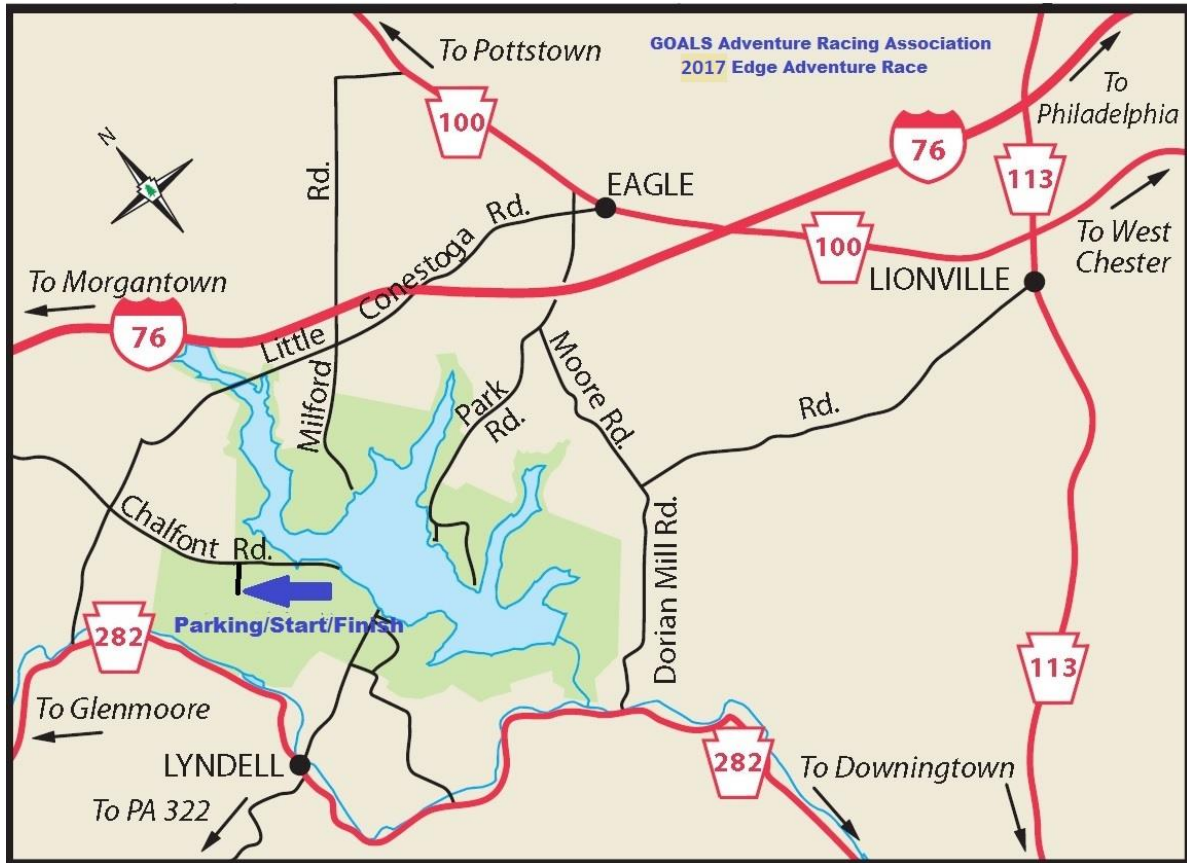 To Pottstown
GOALS Adventure Racing Association
2017 Edge Adventure Race
To
Philadelphia
N
100
76
113
Rd.
EAGLE
Rd.
100
To West
Chester
To Morgantown
Conestoga
LIONVILLE
76
Little
Milford
Park
Rd.
Moore Rd.
Rd.
Chalfont
Rd.
Dorian Mill Rd.
Parking/Start/Finish
282
113
To Glenmoore
LYNDELL
282
To Downingtown
To PA 322